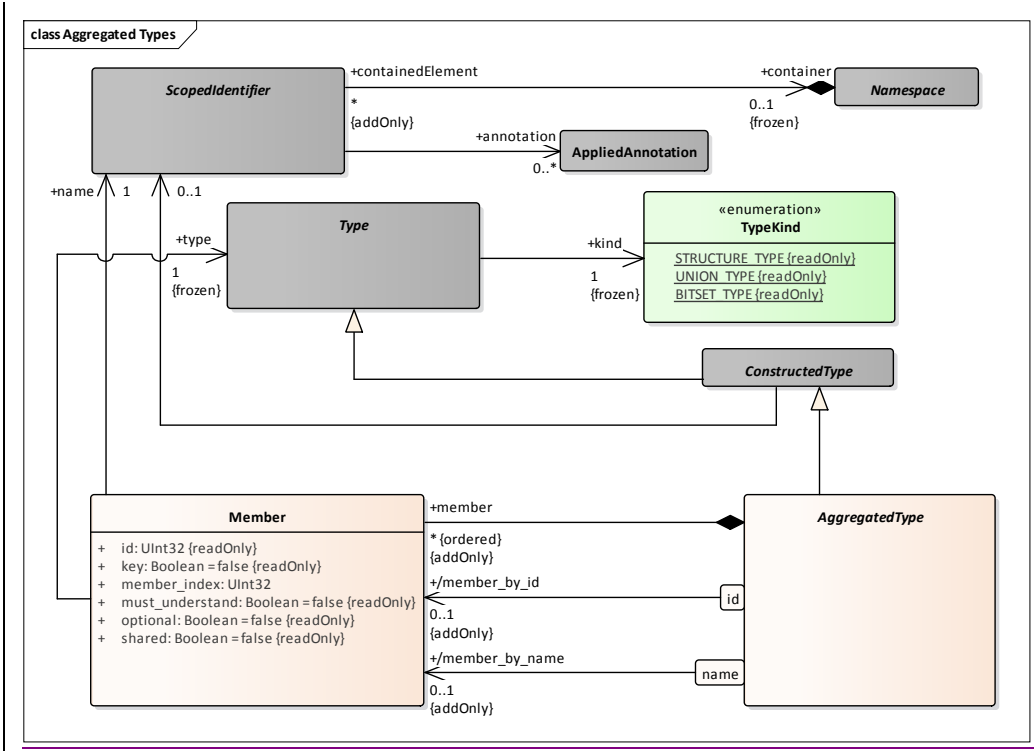 class Aggregated Types
ScopedIdentifier
+containedElement
*
{addOnly}
+container
0..1
{frozen}
Namespace
+annotation
0..*
AppliedAnnotation
+name
1
0..1
Type
+type
1
{frozen}
+kind
1
{frozen}
«enumeration»
TypeKind
STRUCTURE_TYPE {readOnly}
UNION_TYPE {readOnly}
BITSET_TYPE {readOnly}
ConstructedType
Member
+ id: UInt32 {readOnly}
+ key: Boolean = false {readOnly}
+ member_index: UInt32
+ must_understand: Boolean = false {readOnly}
+ optional: Boolean = false {readOnly}
+ shared: Boolean = false {readOnly}
+member
* {ordered}
{addOnly}
+/member_by_id
0..1
{addOnly}
+/member_by_name
0..1
{addOnly}
id
name
AggregatedType